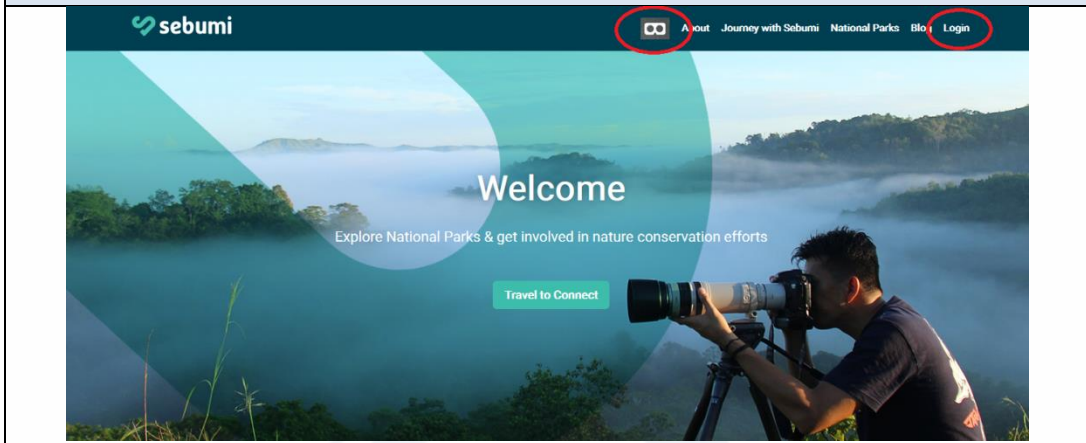 sebumi
About Journey with Sebumi National Parks Blog Login
Welcome
Explore National Parks & get involved in nature conservation efforts
Travel to Connect